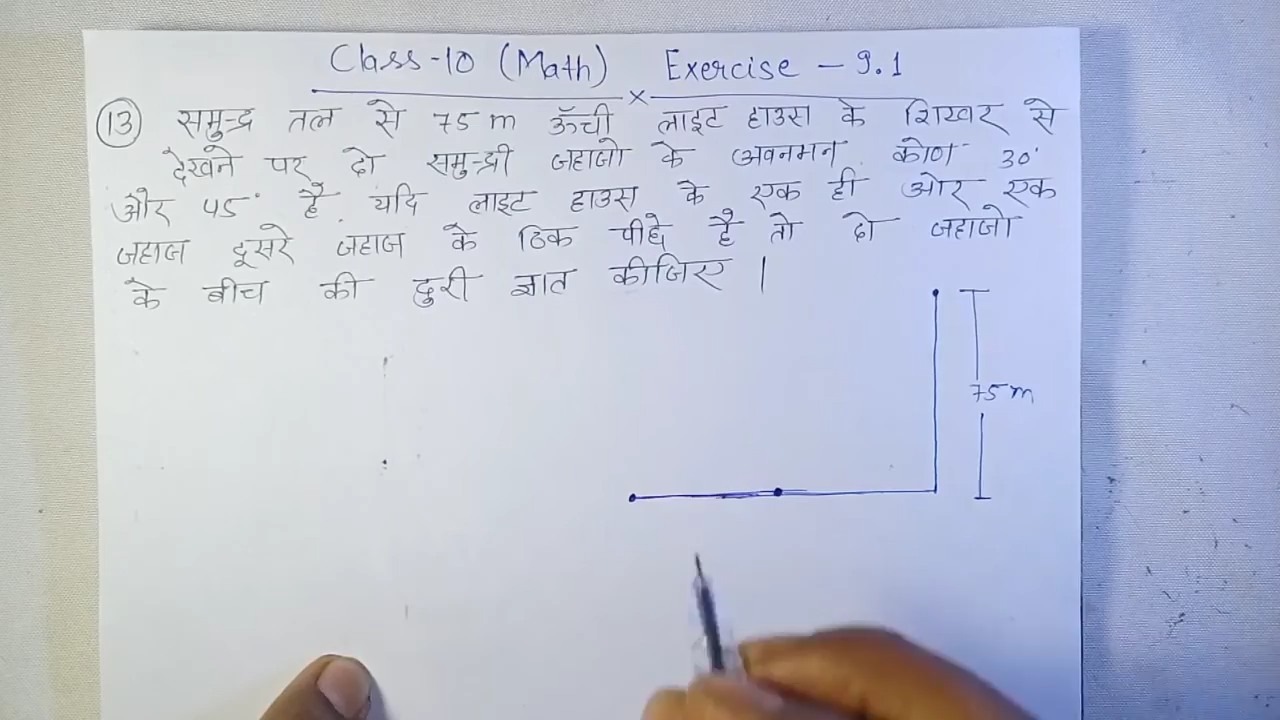 Class-10 (Math) Exercise - 9.1
(13) समुन्द्र तल से 75 m ऊँची लाइट हाउस के शिखर से
देखने पर दो समुन्द्री जहाजो के अवनमन कोण 30°
और 45° है यदि लाइट हाउस के एक ही ओर एक
जहाज दूसरे जहाज के ठिक पीछे है तो दो जहाजो
के बीच की दुरी ज्ञात कीजिए |
75 m